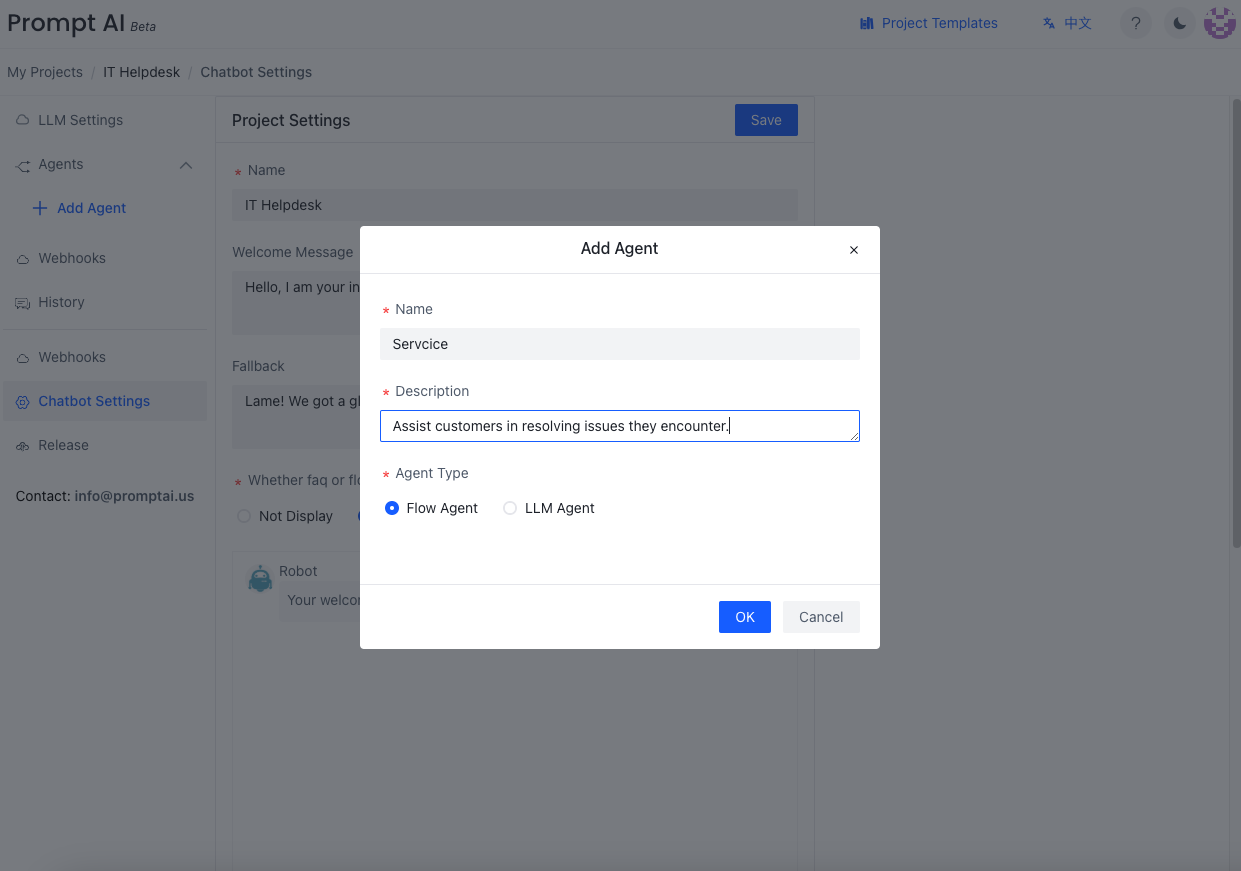 Prompt AI Beta
Project Templates
中文
?
My Projects / IT Helpdesk / Chatbot Settings
LLM Settings
Agents
Add Agent
Webhooks
History
Webhooks
Chatbot Settings
Release
Contact: info@promptai.us
Project Settings
Save
* Name
IT Helpdesk
Welcome Message
Hello, I am your in
Fallback
Lame! We got a gl
* Whether faq or flo
Not Display
Robot
Your welcon
Add Agent
* Name
Servcice
* Description
Assist customers in resolving issues they encounter.
* Agent Type
Flow Agent
LLM Agent
OK
Cancel